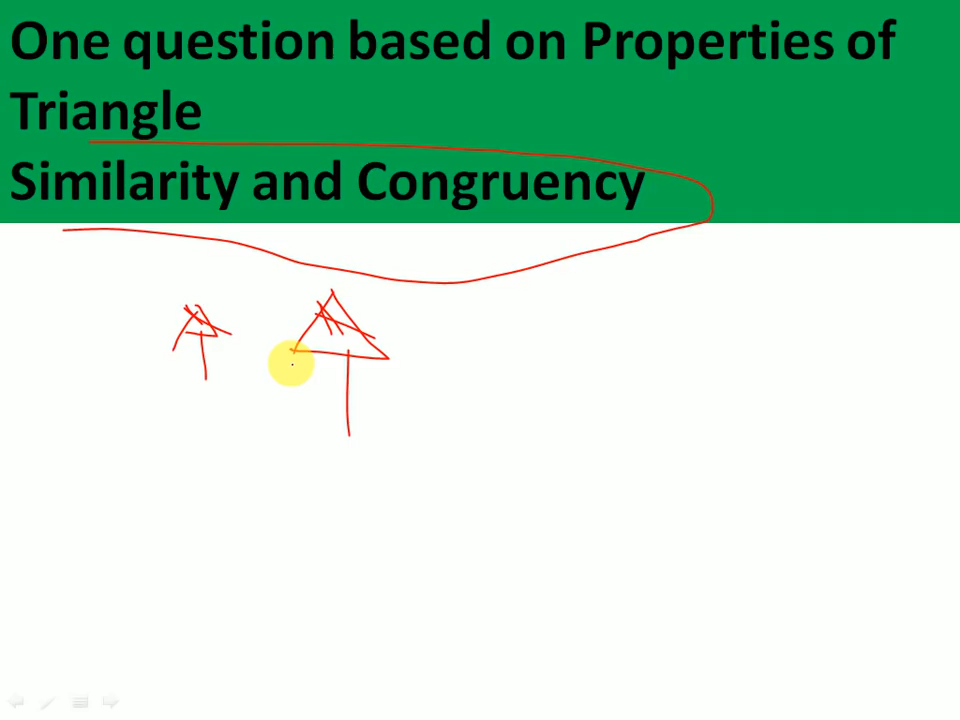 One question based on Properties of
Triangle
Similarity and Congruency